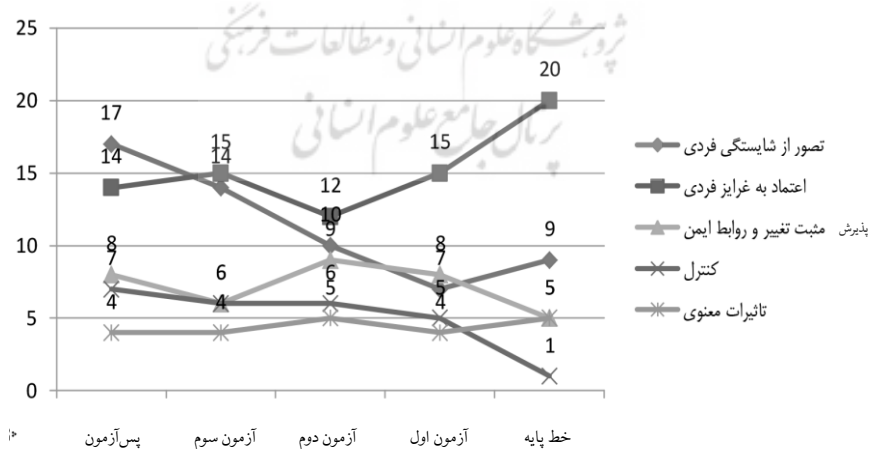 پژوهشگاه علوم انسانی و مطالعات فرهنگی
پرتال جامع علوم انسانی
25
20
15
10
5
0
17
14
15
14
12
10
9
15
20
9
8
7
6
6
5
8
7
5
4
4
4
5
1
تصور از شایستگی فردی
اعتماد به غرایز فردی
پذیرش مثبت تغییر و روابط ایمن
کنترل
تاثیرات معنوی
خط پایه
آزمون اول
آزمون دوم
آزمون سوم
پس‌آزمون